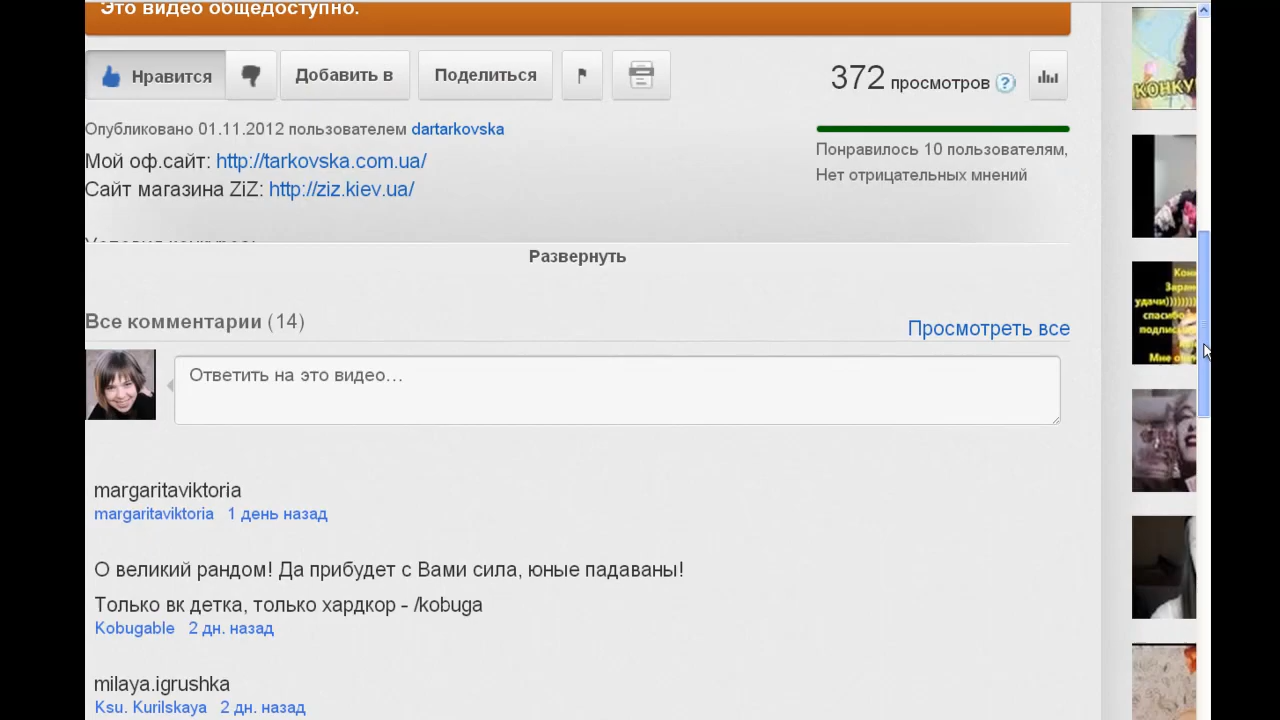 Это видео общедоступно.
Нравится
Добавить в
Поделиться
372 просмотров
?
Опубликовано 01.11.2012 пользователем dartarkovska
Мой оф.сайт: http://tarkovska.com.ua/
Сайт магазина ZiZ: http://ziz.kiev.ua/
Понравилось 10 пользователям,
Нет отрицательных мнений
Развернуть
Все комментарии (14)
Просмотреть все
Ответить на это видео…
margaritaviktoria
margaritaviktoria 1 день назад
О великий рандом! Да прибудет с Вами сила, юные падаваны!
Только вк детка, только хардкор - /kobuga
Kobugable 2 дн. назад
milaya.igrushka
Ksu. Kurilskaya 2 дн. назад
КОНКУ
удачи))))))))